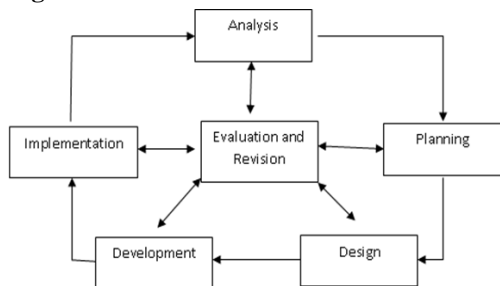 Analysis
Implementation
Evaluation and
Revision
Planning
Development
Design